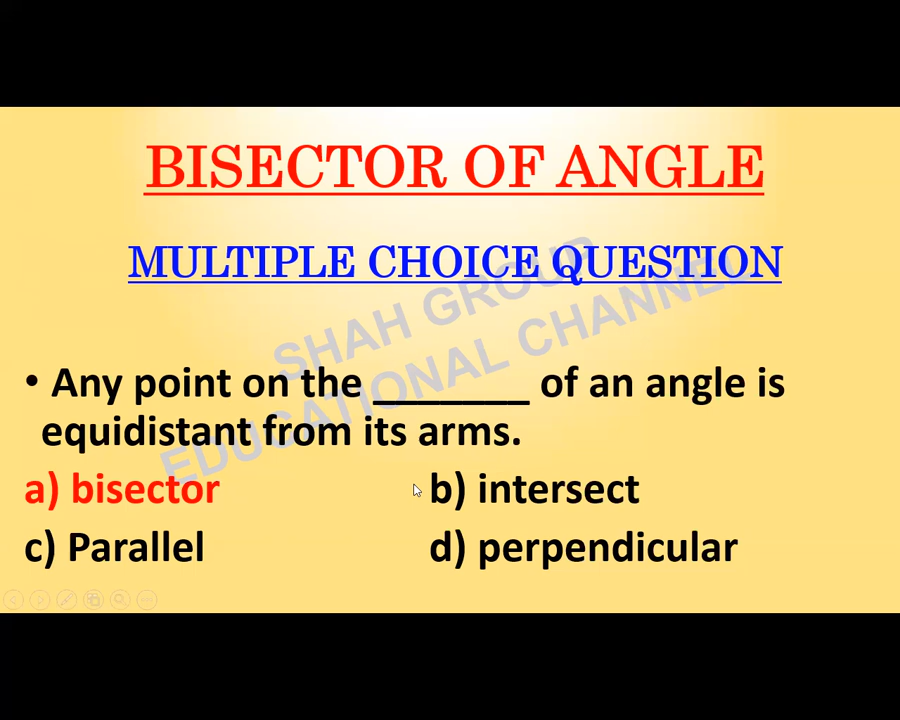 BISECTOR OF ANGLE
MULTIPLE CHOICE QUESTION
SHAH GROUP
EDUCATIONAL CHANNEL
• Any point on the _______ of an angle is
equidistant from its arms.
a) bisector b) intersect
c) Parallel d) perpendicular